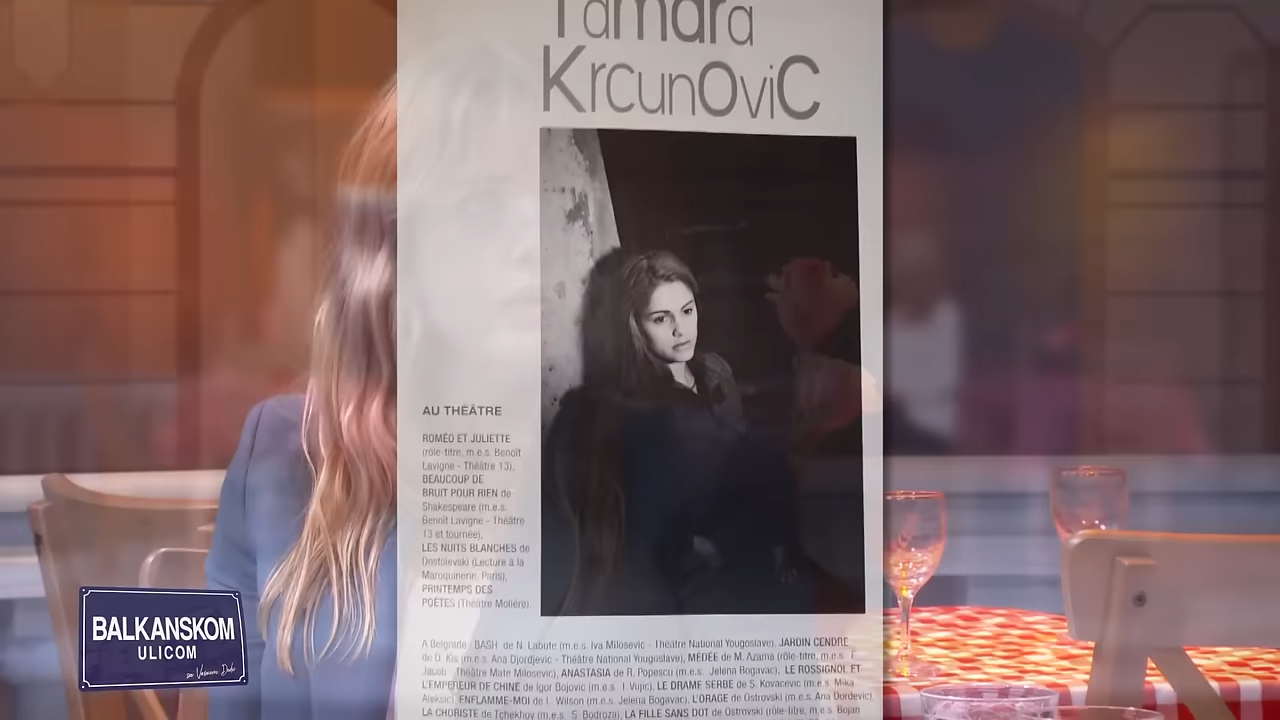 Tamara
KrcunOviC
AU THÉÂTRE
ROMÉO ET JULIETTE
(rôle-titre, m.e.s. Benoît
Lavigne - Théâtre 13),
BEAUCOUP DE
BRUIT POUR RIEN de
Shakespeare (m.e.s.
Benoît Lavigne - Théâtre
13 et tournée),
LES NUITS BLANCHES de
Dostoïevski (Lecture à la
Maroquinerie, Paris),
PRINTEMPS DES
POÈTES (Théâtre Molière).
A Belgrade : BASH de N. Labute (m.e.s. Iva Milosevic - Théatre National Yougoslave), JARDIN CENDRE
de D. Kis (m.e.s. Ana Djordjevic - Théâtre National Yougoslave), MÉDÉE de M. Azama (rôle-titre, m.e.s. F.
Jacob - Théâtre Mate Milosevic), ANASTASIA de R. Popescu (m.e.s. Jelena Bogavac), LE ROSSIGNOL ET
L'EMPEREUR DE CHINE de Igor Bojovic (m.e.s. I. Vujic), LE DRAME SERBE de S. Kovacevic (m.e.s. Mika
Aleksic), ENFLAMME-MOI de l. Wilson (m.e.s. Jelena Bogavac), L'ORAGE de Ostrovski (m.e.s. Ana Dordevic),
LA CHORISTE de Tchekhov (m.e.s. S. Bodroza), LA FILLE SANS DOT de Ostrovski (rôle-titre, m.e.s. Bojan
BALKANSKOM
ULICOM
sa Vesnom Dedić